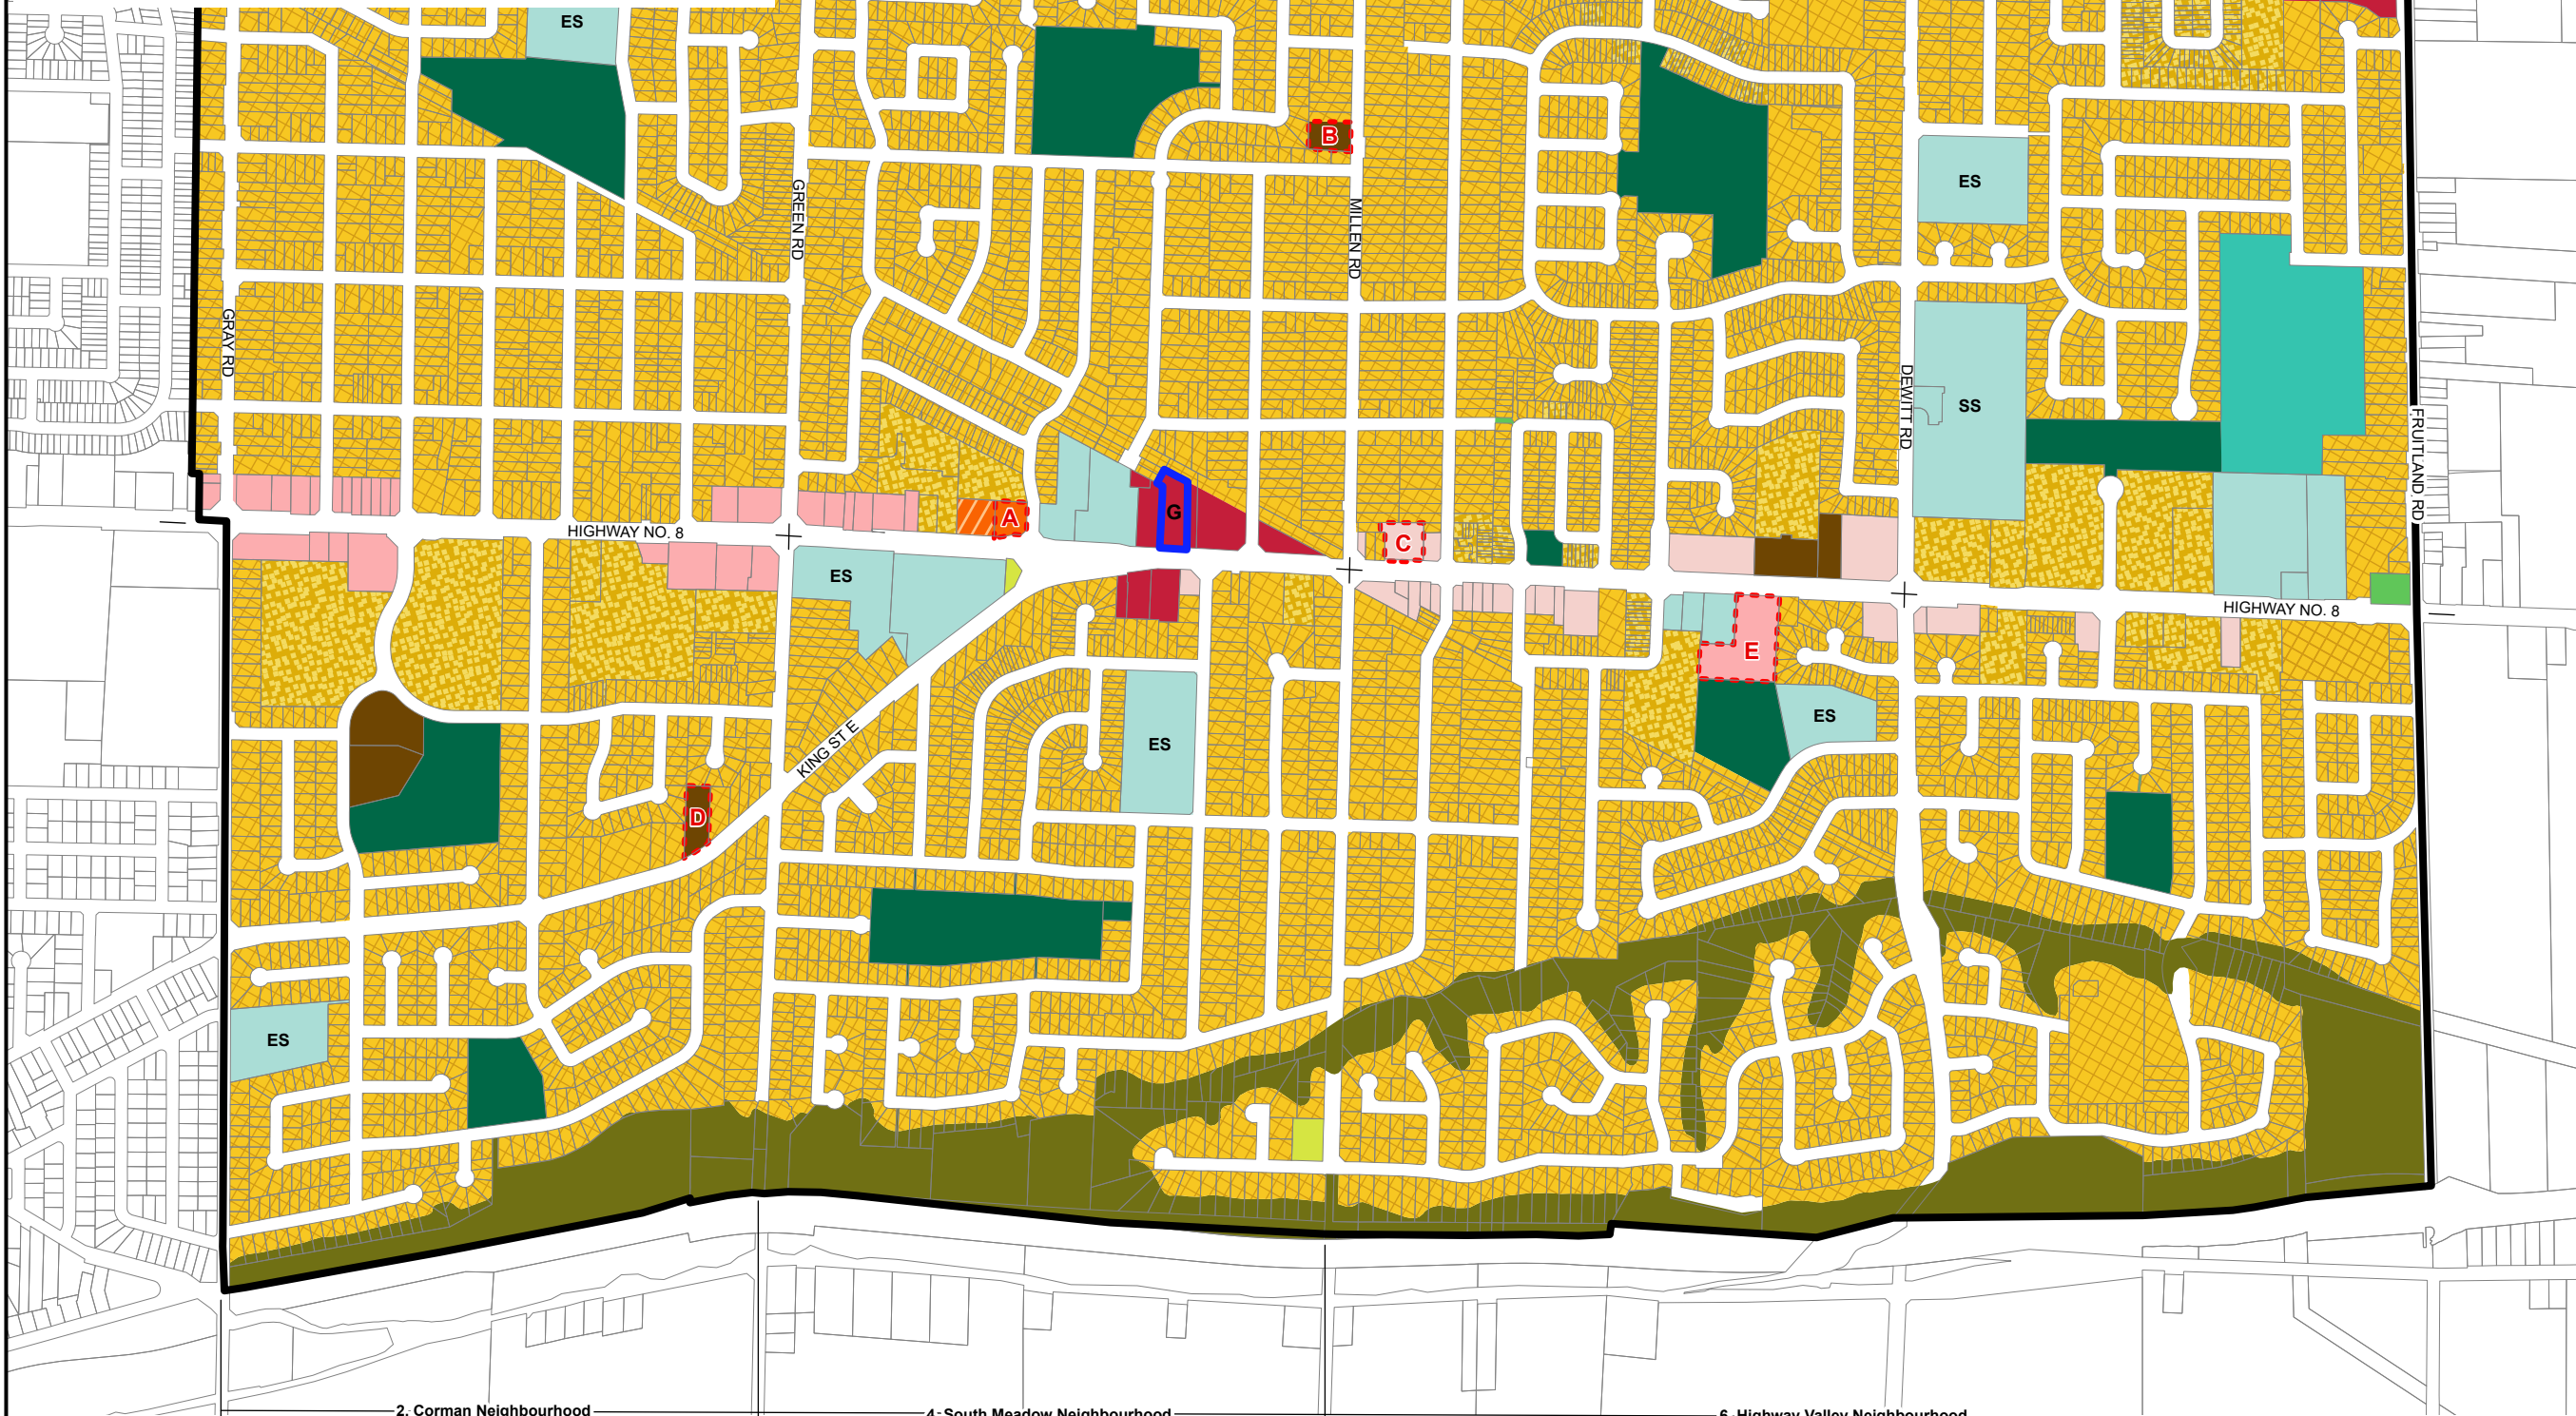 ES
B
ES
GREEN RD
MILLEN RD
GRAY RD
DEWITT RD
SS
FRUITLAND RD
A
G
HIGHWAY NO. 8
C
ES
HIGHWAY NO. 8
E
ES
ES
KING ST E
D
ES
2. Corman Neighbourhood
4. South Meadow Neighbourhood
6. Highway Valley Neighbourhood